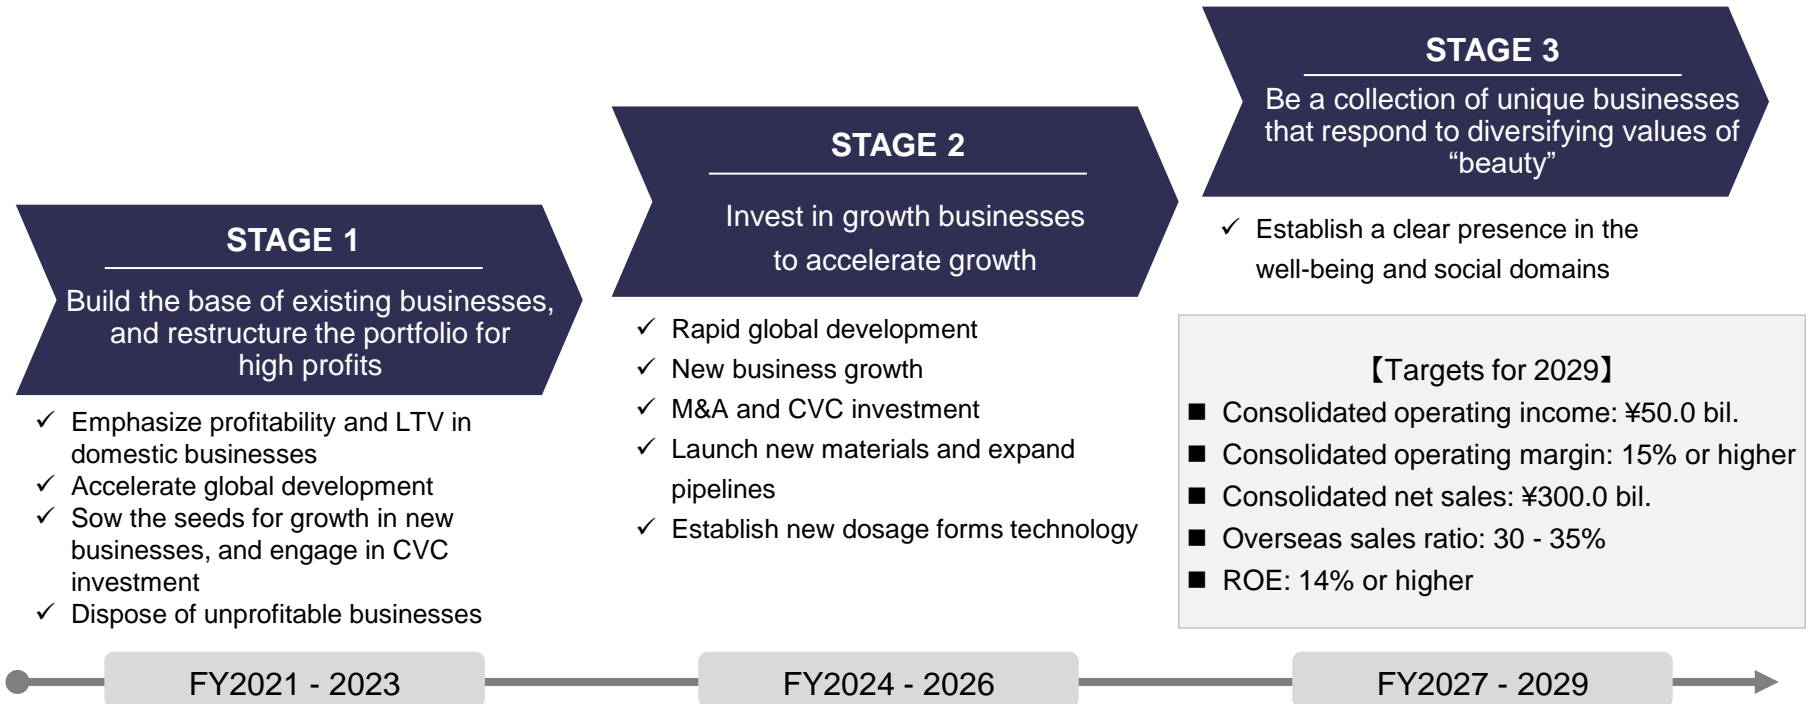 STAGE 1
Build the base of existing businesses,
and restructure the portfolio for
high profits
✓ Emphasize profitability and LTV in
domestic businesses
✓ Accelerate global development
✓ Sow the seeds for growth in new
businesses, and engage in CVC
investment
✓ Dispose of unprofitable businesses
FY2021 - 2023
STAGE 2
Invest in growth businesses
to accelerate growth
✓ Rapid global development
✓ New business growth
✓ M&A and CVC investment
✓ Launch new materials and expand
pipelines
✓ Establish new dosage forms technology
FY2024 - 2026
STAGE 3
Be a collection of unique businesses
that respond to diversifying values of
“beauty”
✓ Establish a clear presence in the
well-being and social domains
【Targets for 2029】
■ Consolidated operating income: ¥50.0 bil.
■ Consolidated operating margin: 15% or higher
■ Consolidated net sales: ¥300.0 bil.
■ Overseas sales ratio: 30 - 35%
■ ROE: 14% or higher
FY2027 - 2029